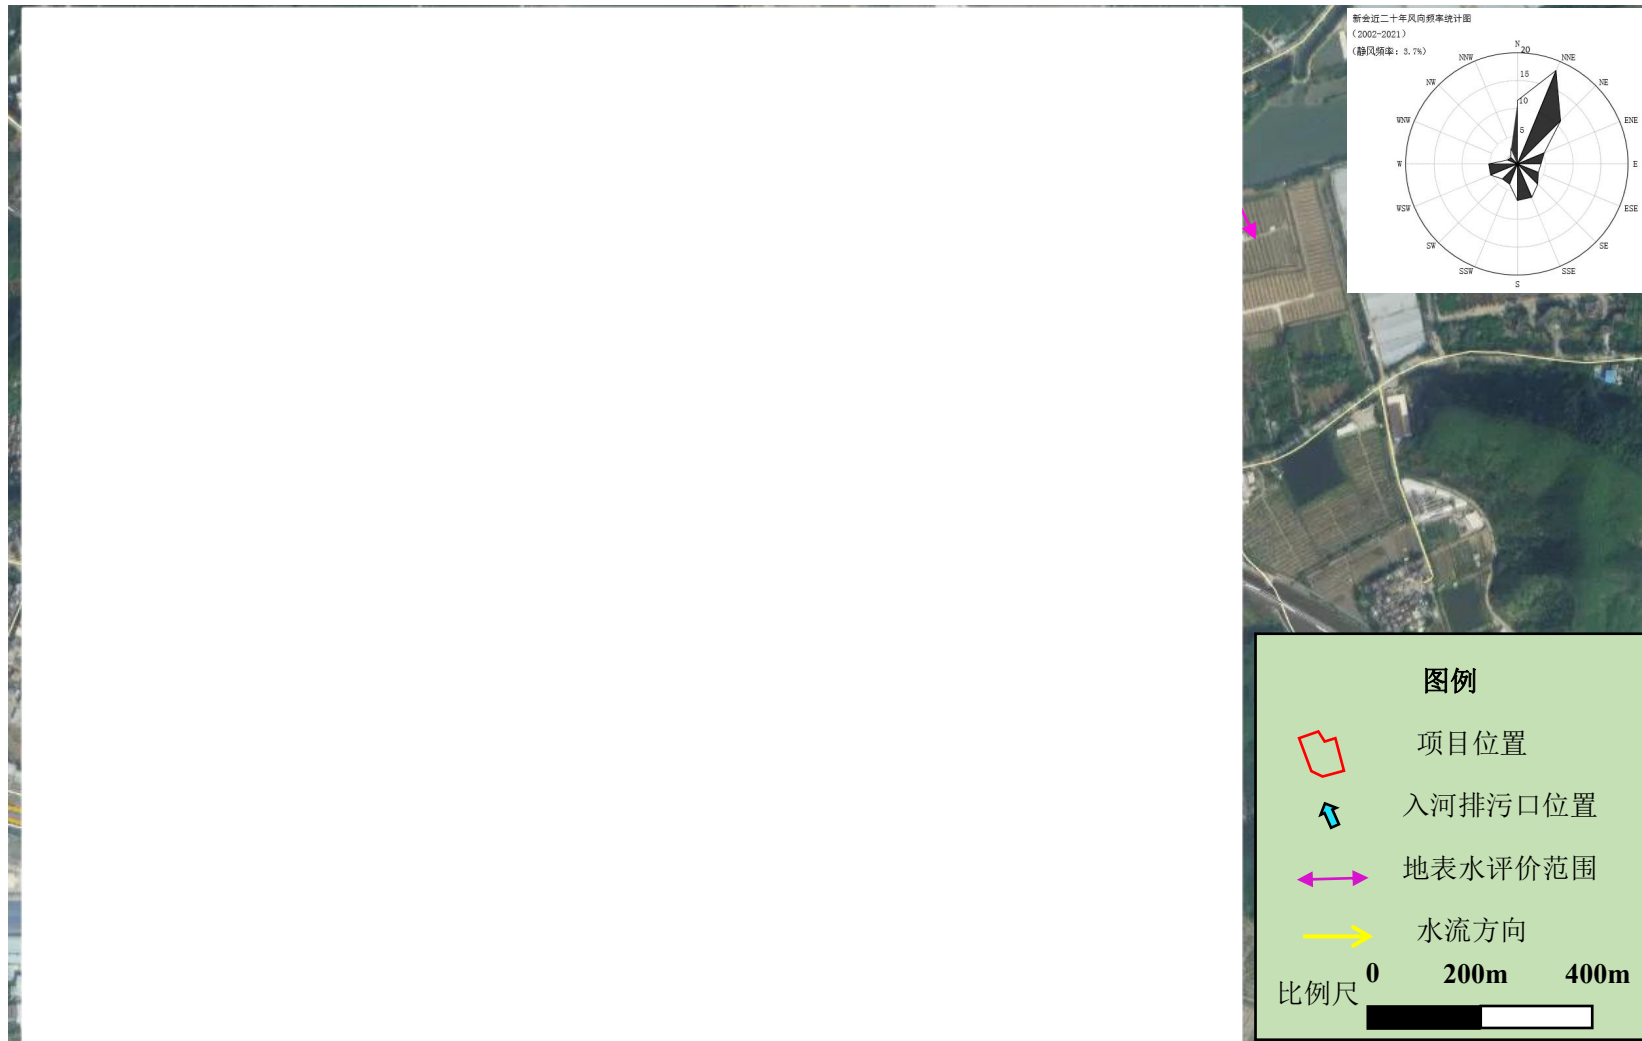 新会近二十年风向频率统计图
（2002-2021）
（静风频率：3.7%）
N
NNE
NE
ENE
E
ESE
SE
SSE
S
SSW
SW
WSW
W
WNW
NW
NNW
20
15
10
5
图例
项目位置
入河排污口位置
地表水评价范围
水流方向
比例尺
0 200m 400m